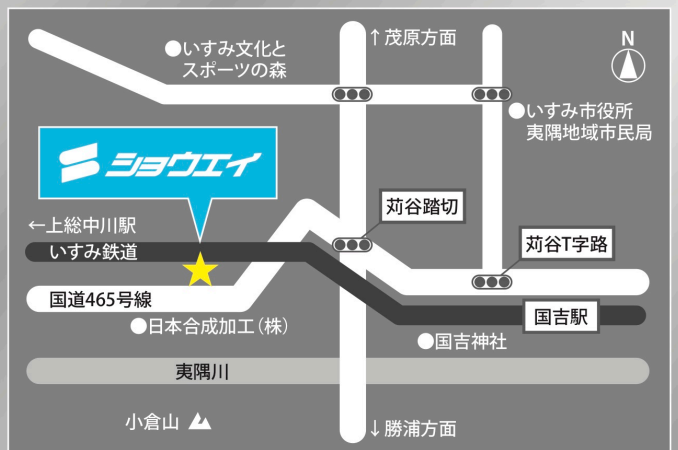 ↑茂原方面
N
●いすみ文化と
スポーツの森
●いすみ市役所
夷隅地域市民局
ショウエイ
苅谷踏切
←上総中川駅
いすみ鉄道
苅谷T字路
国道465号線
国吉駅
●日本合成加工(株)
●国吉神社
夷隅川
小倉山
↓勝浦方面